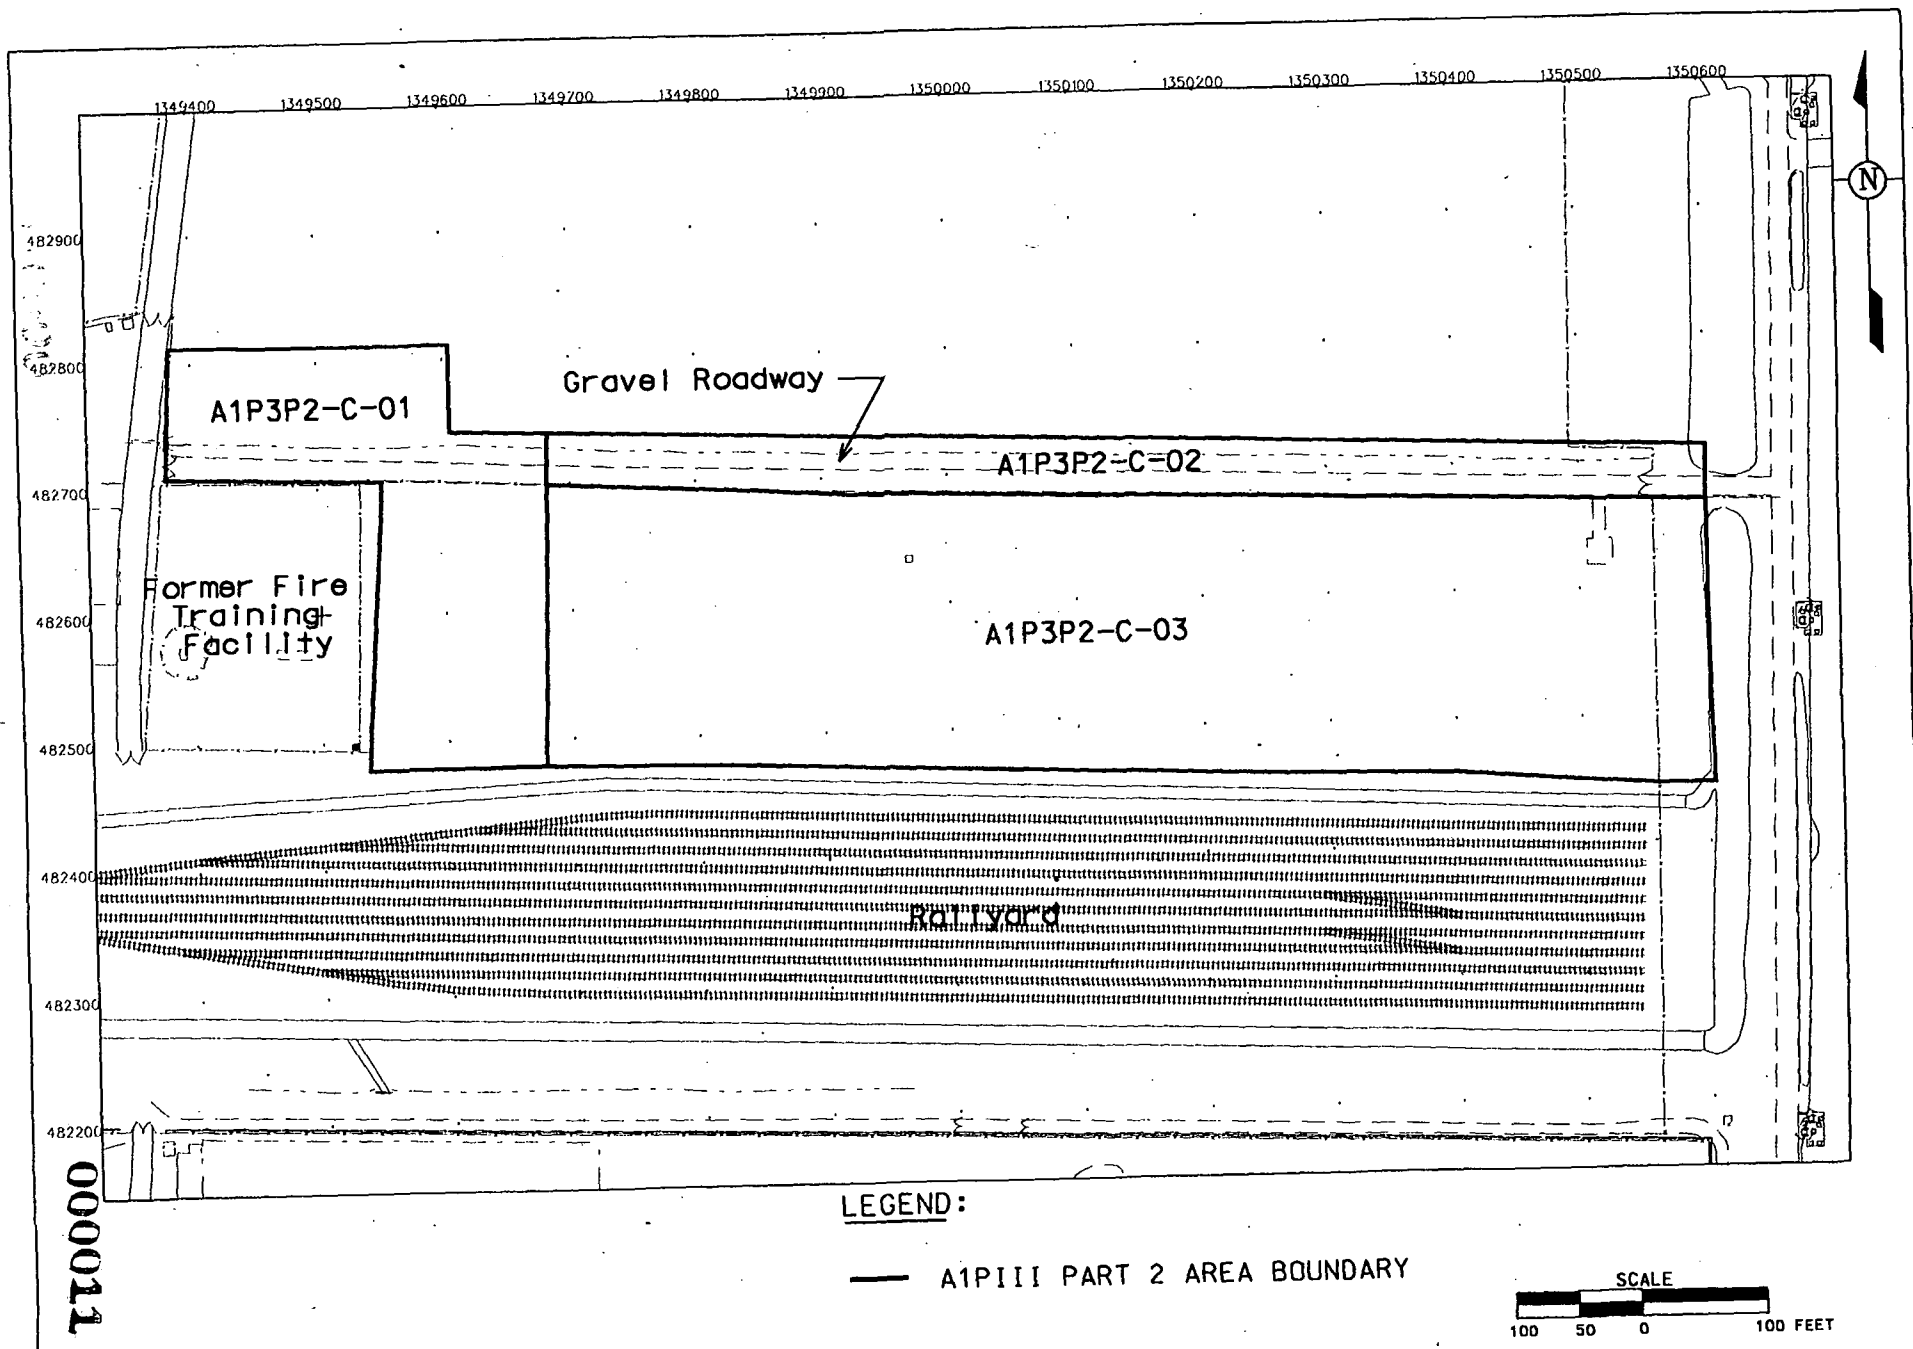 1349400 1349500 1349600 1349700 1349800 1349900 1350000 1350100 1350200 1350300 1350400 1350500 1350600
N
482900
482800
Gravel Roadway
A1P3P2-C-01
A1P3P2-C-02
482700
Former Fire
Training
Facility
482600
A1P3P2-C-03
482500
482400
Railyard
482300
482200
000011
LEGEND:
A1PIII PART 2 AREA BOUNDARY
SCALE
100 50 0 100 FEET